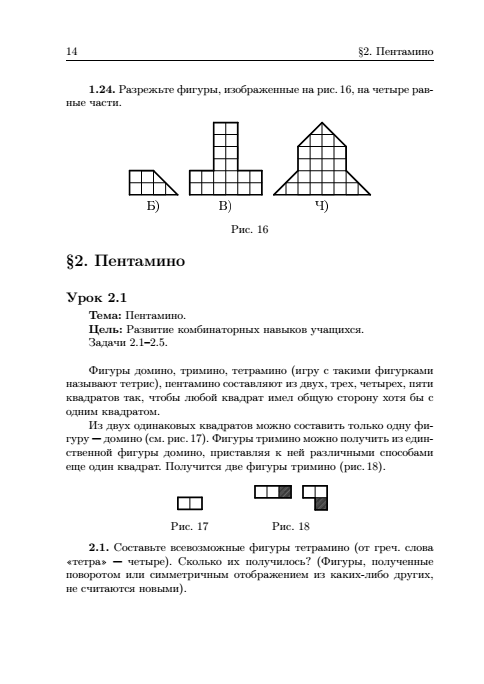 14 §2. Пентамино
1.24. Разрежьте фигуры, изображенные на рис. 16, на четыре рав-
ные части.
Б) В) Ч)
Рис. 16
§2. Пентамино
Урок 2.1
Тема: Пентамино.
Цель: Развитие комбинаторных навыков учащихся.
Задачи 2.1–2.5.
Фигуры домино, тримино, тетрамино (игру с такими фигурками
называют тетрис), пентамино составляют из двух, трех, четырех, пяти
квадратов так, чтобы любой квадрат имел общую сторону хотя бы с
одним квадратом.
Из двух одинаковых квадратов можно составить только одну фи-
гуру — домино (см. рис. 17). Фигуры тримино можно получить из един-
ственной фигуры домино, приставляя к ней различными способами
еще один квадрат. Получится две фигуры тримино (рис. 18).
Рис. 17 Рис. 18
2.1. Составьте всевозможные фигуры тетрамино (от греч. слова
«тетра» — четыре). Сколько их получилось? (Фигуры, полученные
поворотом или симметричным отображением из каких-либо других,
не считаются новыми).